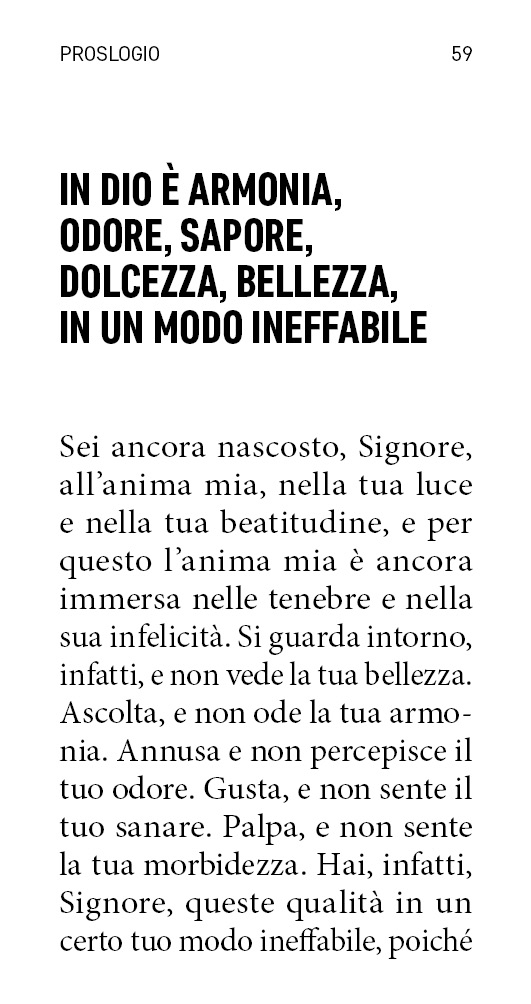 PROSLOGIO 59
IN DIO È ARMONIA,
ODORE, SAPORE,
DOLCEZZA, BELLEZZA,
IN UN MODO INEFFABILE
Sei ancora nascosto, Signore,
all’anima mia, nella tua luce
e nella tua beatitudine, e per
questo l’anima mia è ancora
immersa nelle tenebre e nella
sua infelicità. Si guarda intorno,
infatti, e non vede la tua bellezza.
Ascolta, e non ode la tua armo-
nia. Annusa e non percepisce il
tuo odore. Gusta, e non sente il
tuo sanare. Palpa, e non sente
la tua morbidezza. Hai, infatti,
Signore, queste qualità in un
certo tuo modo ineffabile, poiché